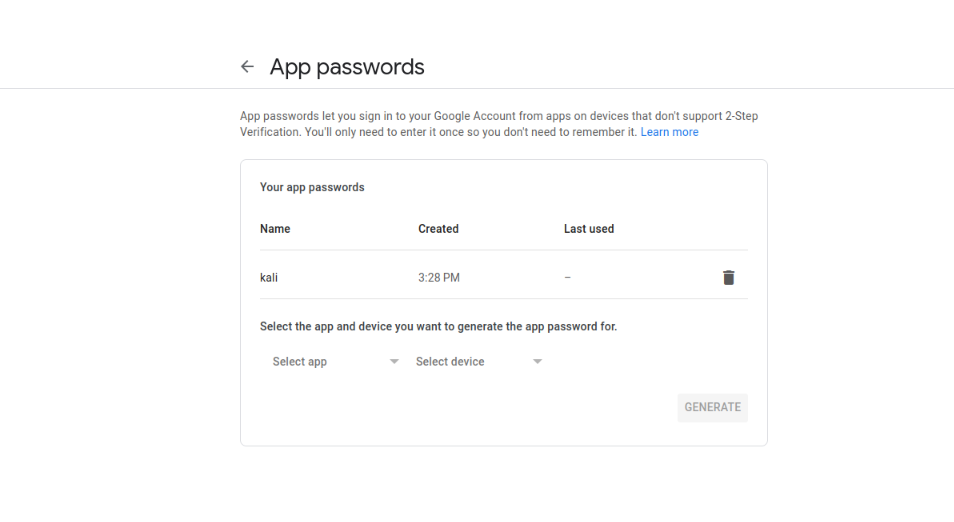 App passwords
App passwords let you sign in to your Google Account from apps on devices that don't support 2-Step
Verification. You'll only need to enter it once so you don't need to remember it. Learn more
Your app passwords
Name Created Last used
kali 3:28 PM –
Select the app and device you want to generate the app password for.
Select app Select device
GENERATE